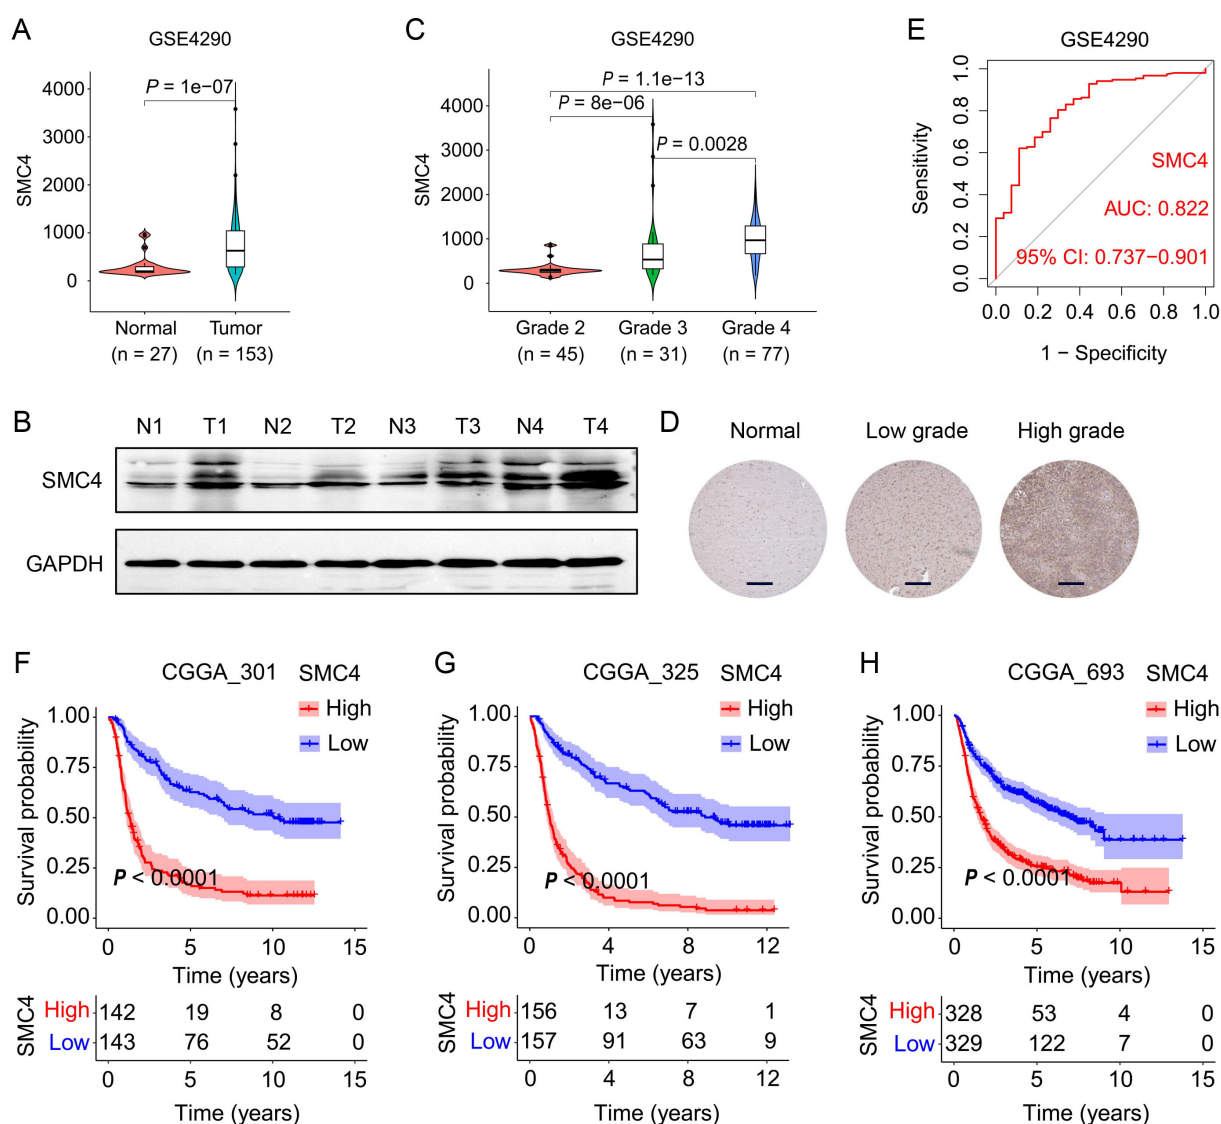 A
GSE4290
P = 1e−07
SMC4
4000
3000
2000
1000
0
Normal
(n = 27)
Tumor
(n = 153)
C
GSE4290
P = 1.1e−13
P = 8e−06
P = 0.0028
SMC4
4000
3000
2000
1000
0
Grade 2
(n = 45)
Grade 3
(n = 31)
Grade 4
(n = 77)
E
GSE4290
Sensitivity
1.0
0.8
0.6
0.4
0.2
0.0
SMC4
AUC: 0.822
95% CI: 0.737−0.901
0.0 0.2 0.4 0.6 0.8 1.0
1 − Specificity
B
N1 T1 N2 T2 N3 T3 N4 T4
SMC4
GAPDH
D
Normal
Low grade
High grade
F
CGGA_301
SMC4
High
Low
Survival probability
1.00
0.75
0.50
0.25
0.00
P < 0.0001
0 5 10 15
Time (years)
SMC4
High 142 19 8 0
Low 143 76 52 0
0 5 10 15
Time (years)
G
CGGA_325
SMC4
High
Low
Survival probability
1.00
0.75
0.50
0.25
0.00
P < 0.0001
0 4 8 12
Time (years)
SMC4
High 156 13 7 1
Low 157 91 63 9
0 4 8 12
Time (years)
H
CGGA_693
SMC4
High
Low
Survival probability
1.00
0.75
0.50
0.25
0.00
P < 0.0001
0 5 10 15
Time (years)
SMC4
High 328 53 4 0
Low 329 122 7 0
0 5 10 15
Time (years)